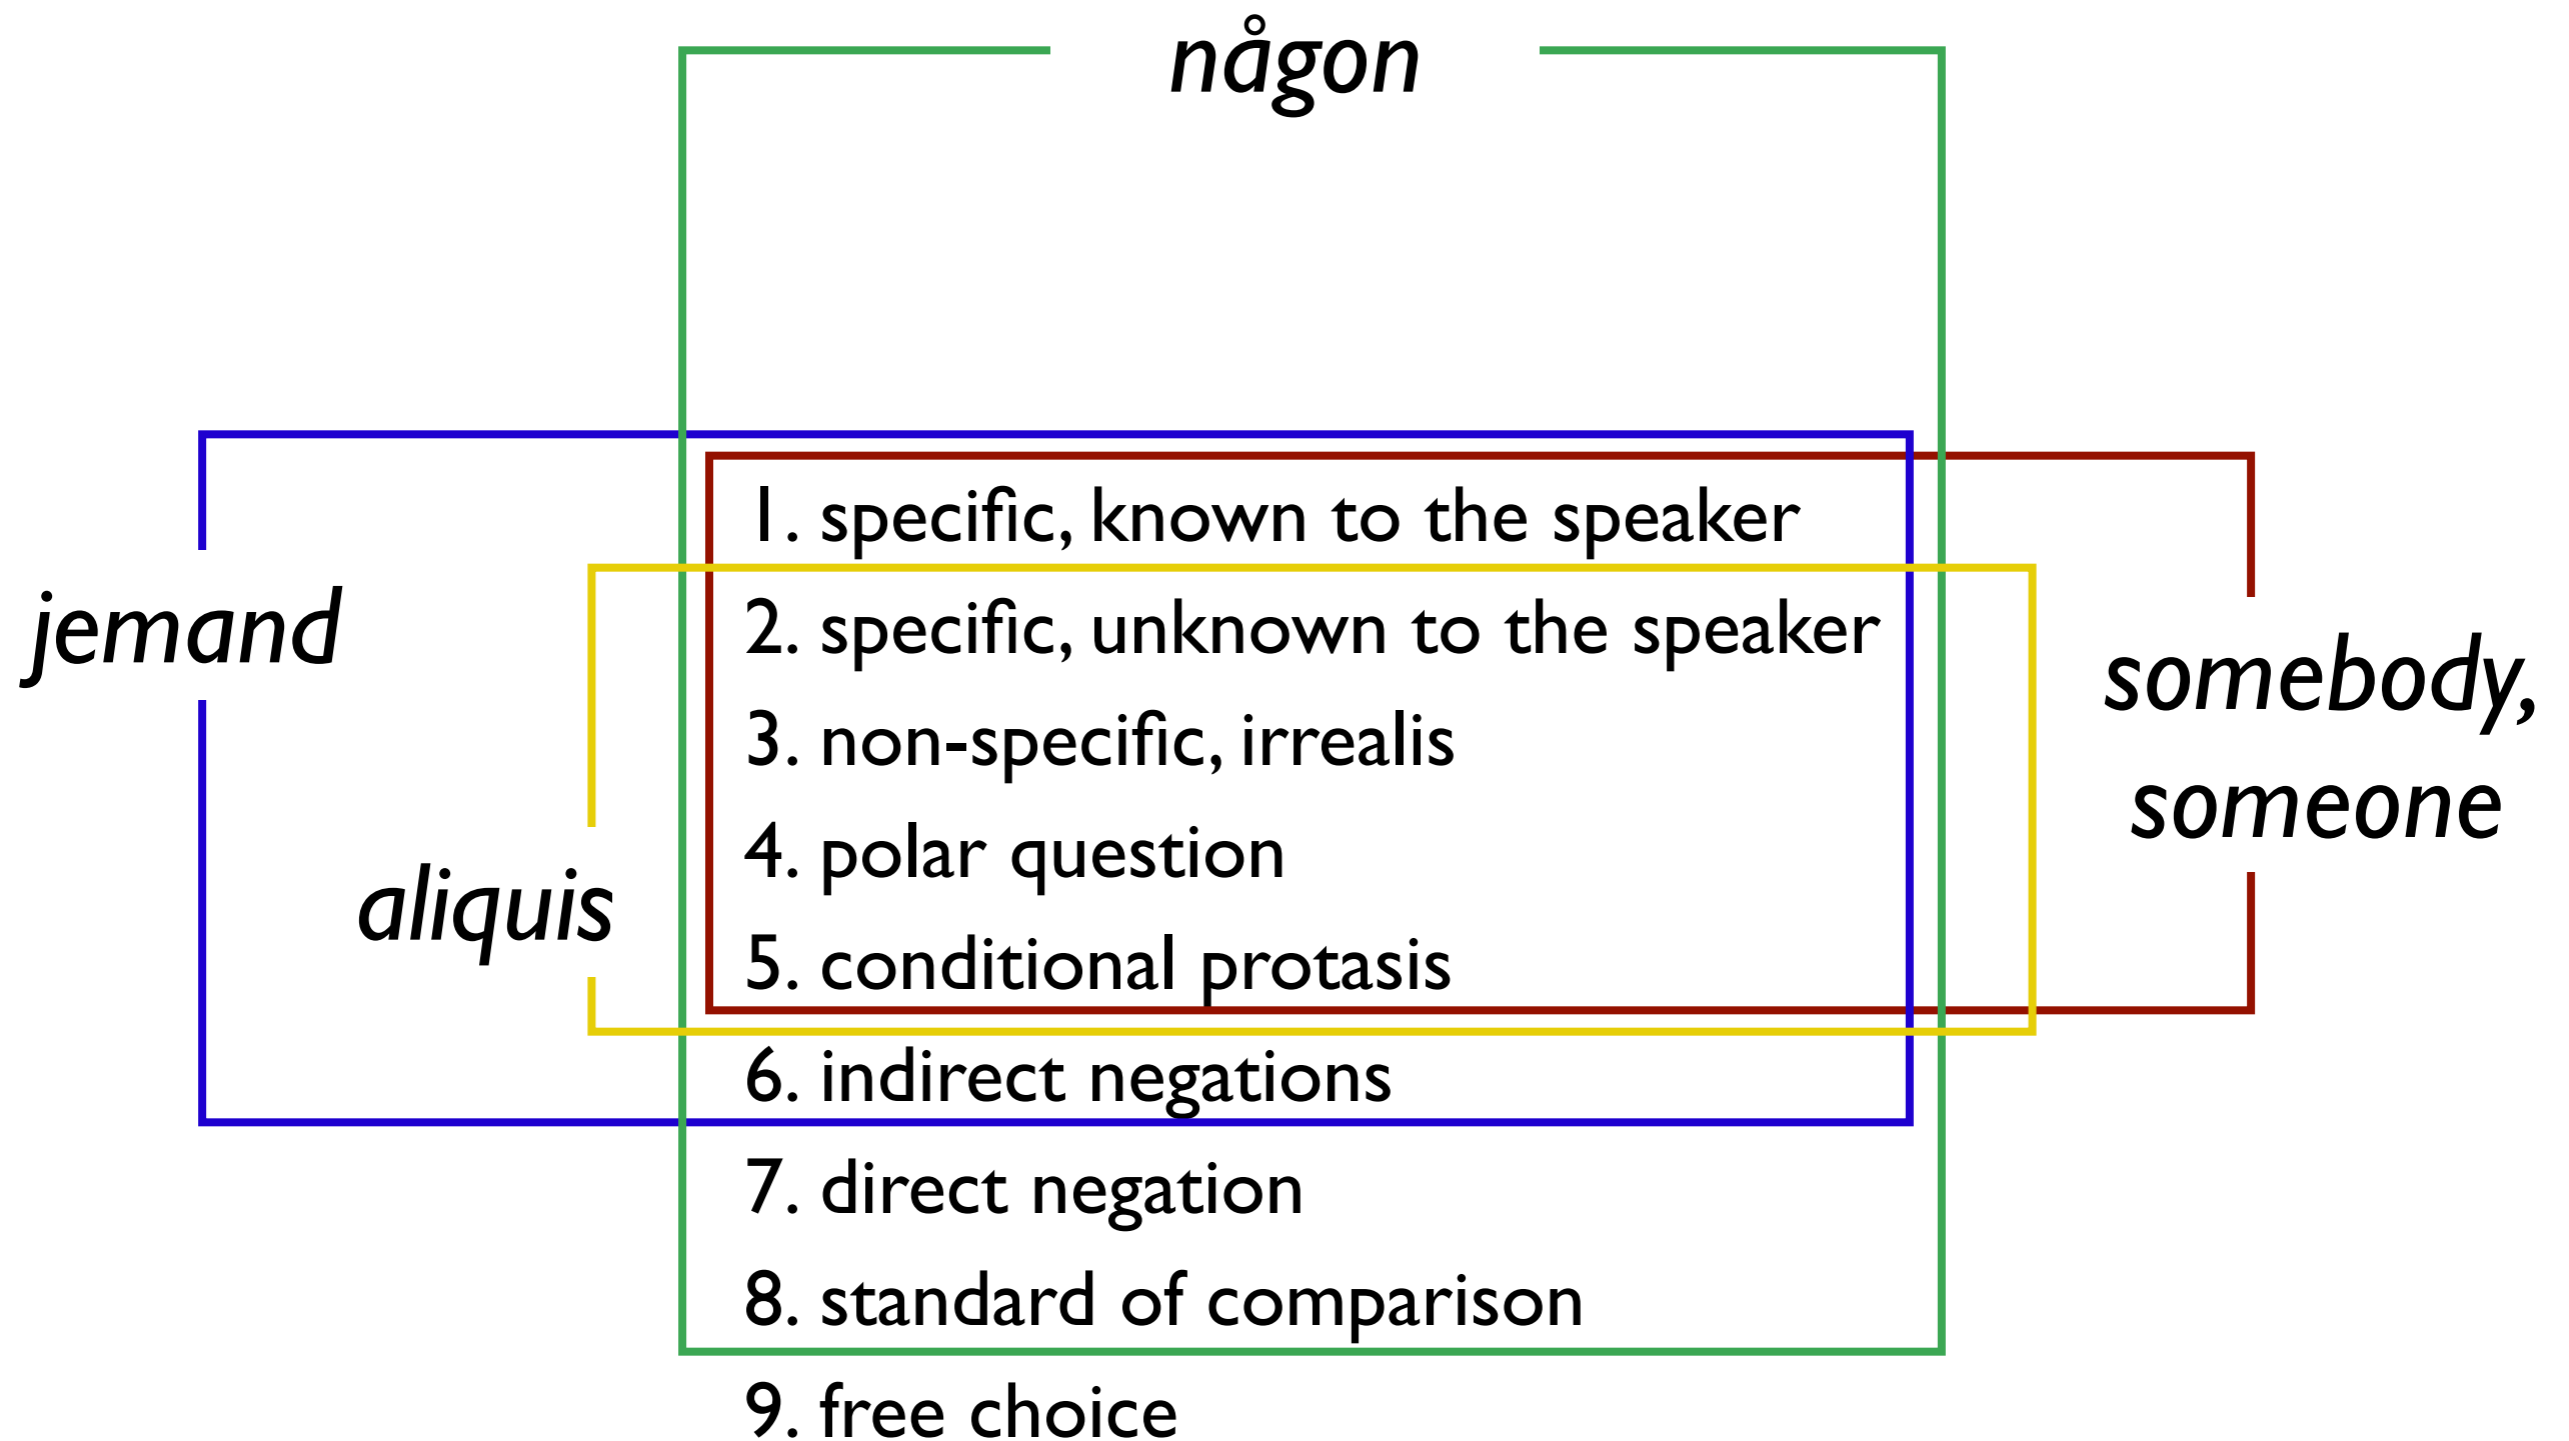 någon
jemand
aliquis
somebody,
someone
1. specific, known to the speaker
2. specific, unknown to the speaker
3. non-specific, irrealis
4. polar question
5. conditional protasis
6. indirect negations
7. direct negation
8. standard of comparison
9. free choice